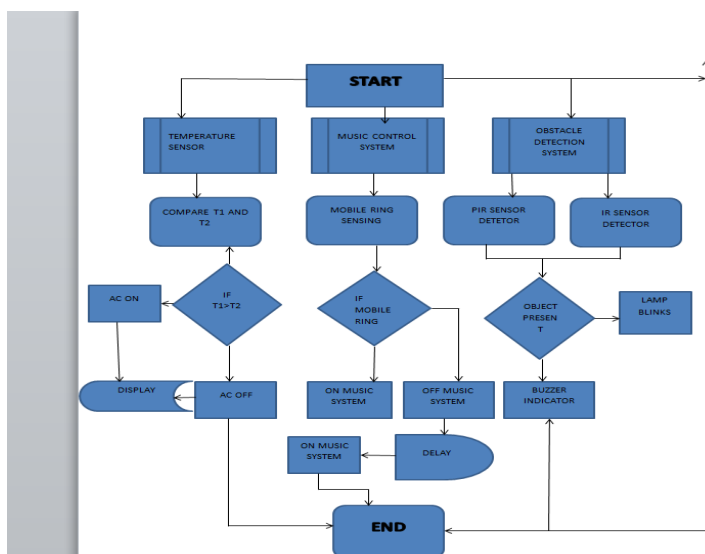 START
TEMPERATURE
SENSOR
MUSIC CONTROL
SYSTEM
OBSTACLE
DETECTION
SYSTEM
COMPARE T1 AND
T2
MOBILE RING
SENSING
PIR SENSOR
DETETOR
IR SENSOR
DETECTOR
AC ON
IF
T1>T2
IF
MOBILE
RING
OBJECT
PRESEN
T
LAMP
BLINKS
DISPLAY
AC OFF
ON MUSIC
SYSTEM
OFF MUSIC
SYSTEM
BUZZER
INDICATOR
ON MUSIC
SYSTEM
DELAY
END